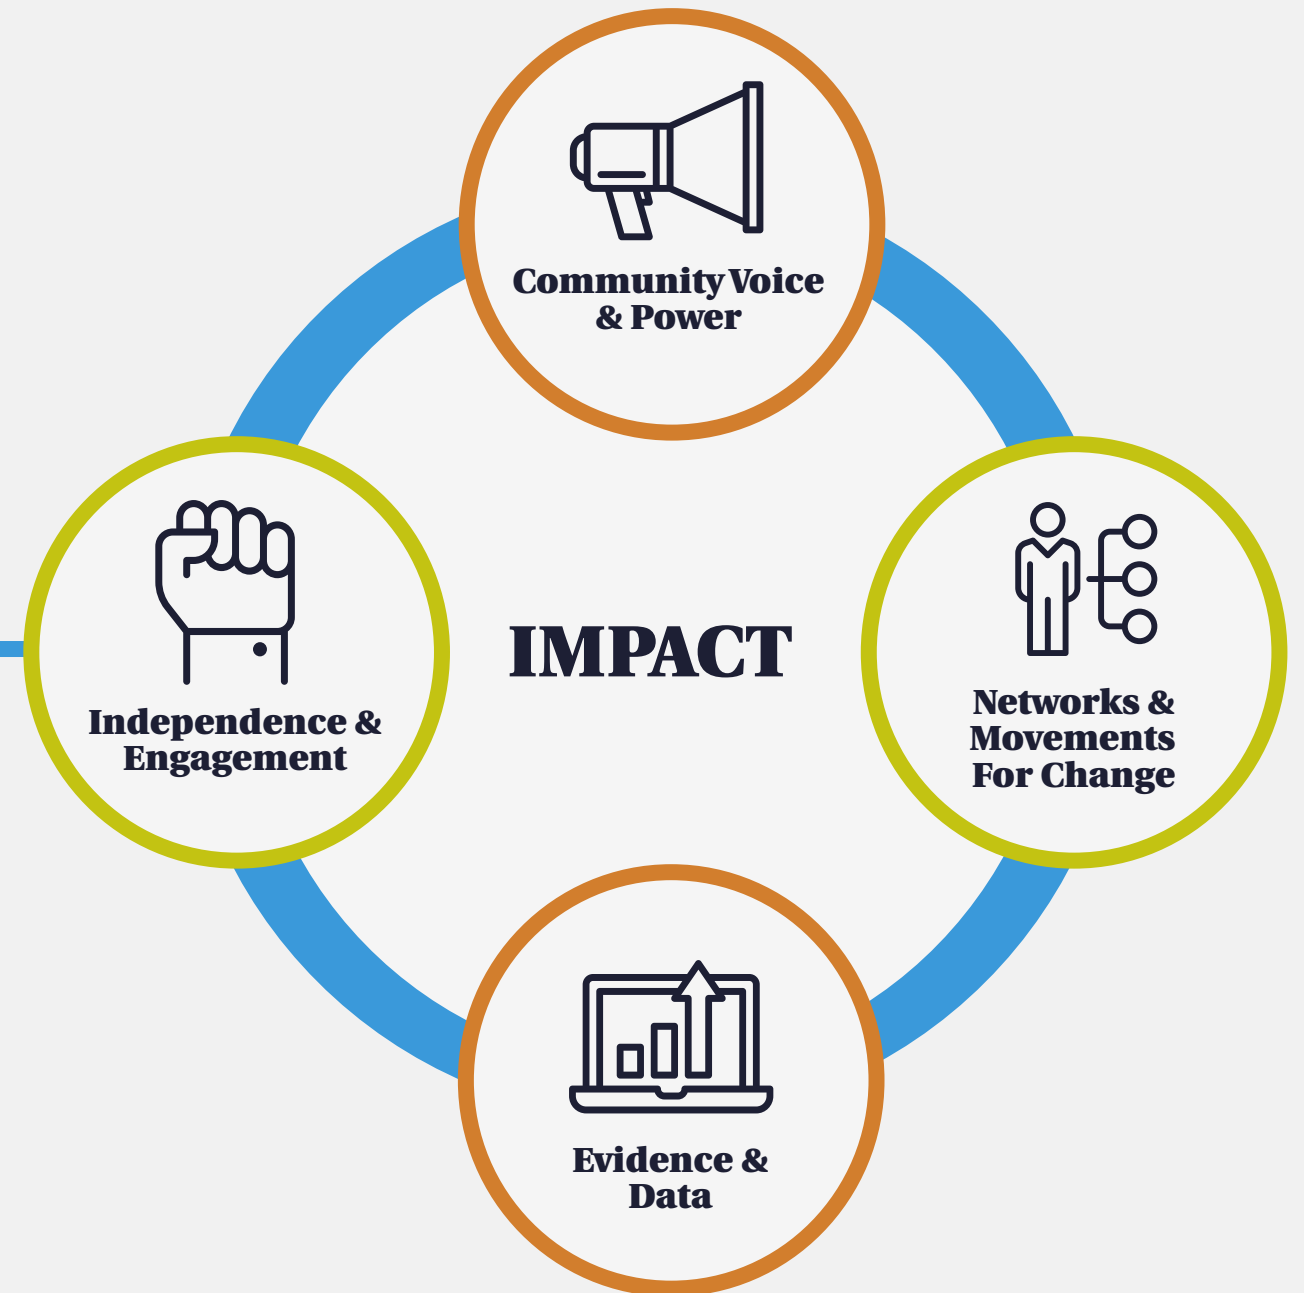 Community Voice
& Power
Independence &
Engagement
IMPACT
Networks &
Movements
For Change
Evidence &
Data